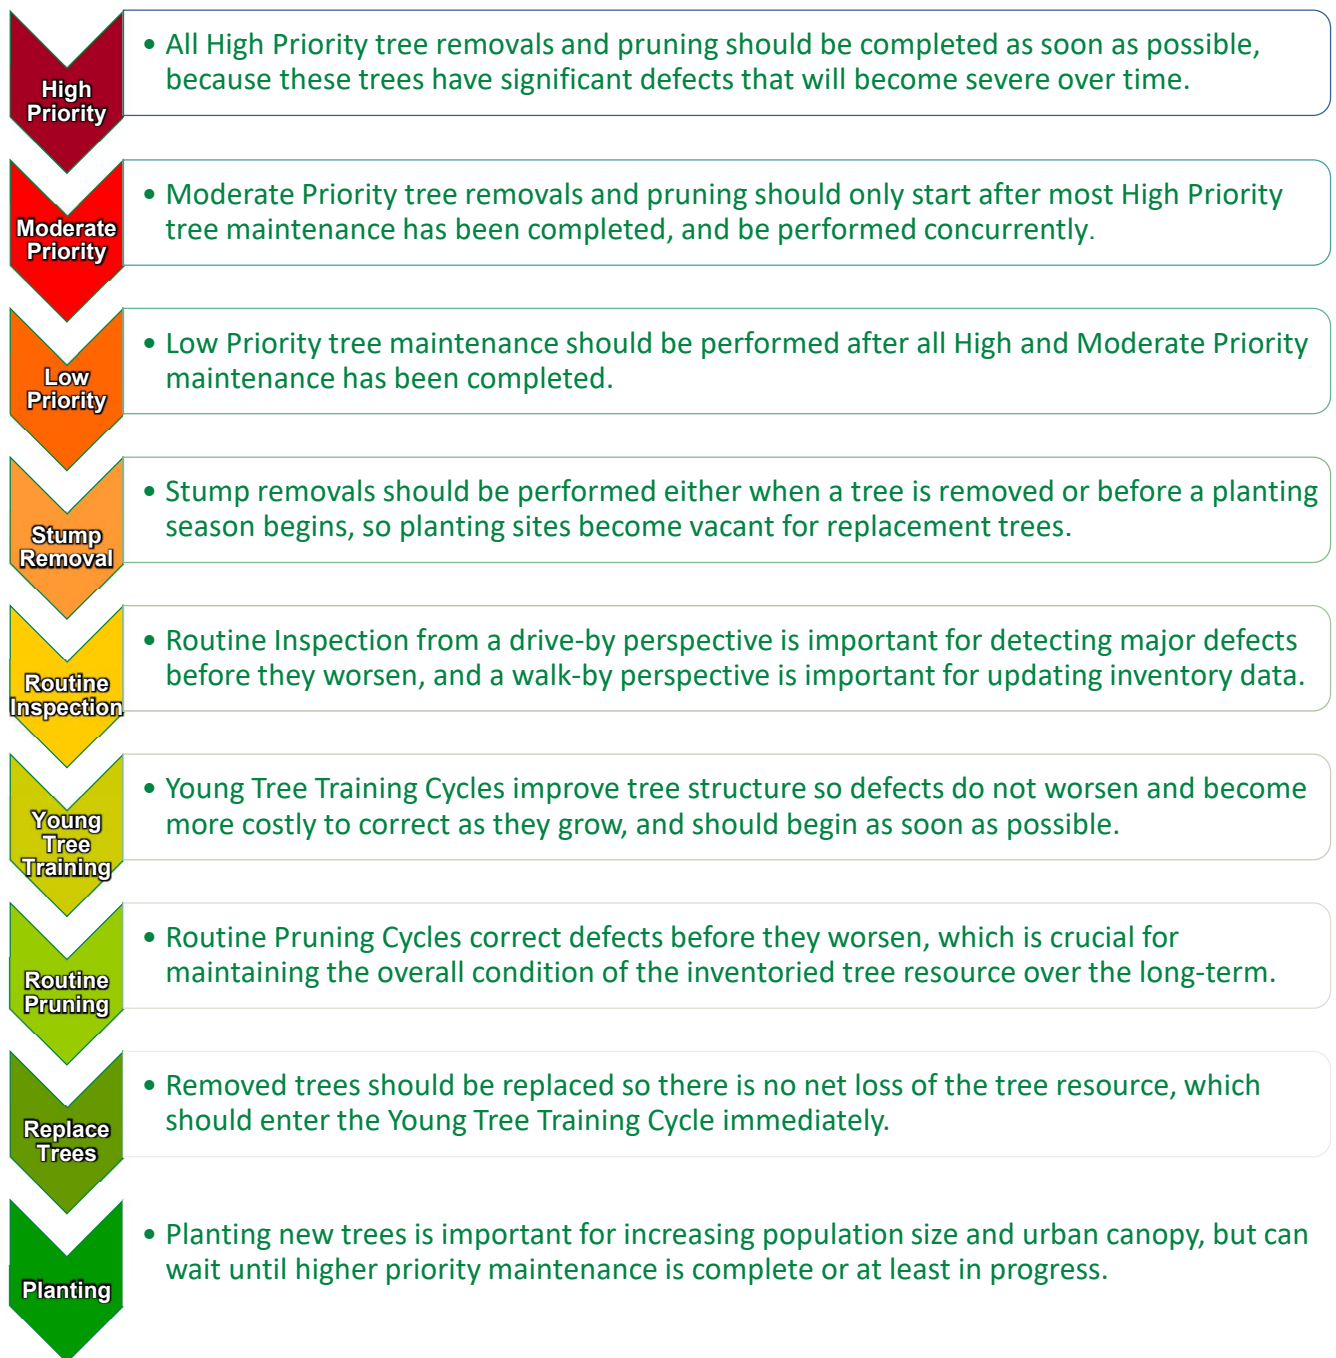 High
Priority
• All High Priority tree removals and pruning should be completed as soon as possible,
because these trees have significant defects that will become severe over time.
Moderate
Priority
• Moderate Priority tree removals and pruning should only start after most High Priority
tree maintenance has been completed, and be performed concurrently.
Low
Priority
• Low Priority tree maintenance should be performed after all High and Moderate Priority
maintenance has been completed.
Stump
Removal
• Stump removals should be performed either when a tree is removed or before a planting
season begins, so planting sites become vacant for replacement trees.
Routine
Inspection
• Routine Inspection from a drive-by perspective is important for detecting major defects
before they worsen, and a walk-by perspective is important for updating inventory data.
Young
Tree
Training
• Young Tree Training Cycles improve tree structure so defects do not worsen and become
more costly to correct as they grow, and should begin as soon as possible.
Routine
Pruning
• Routine Pruning Cycles correct defects before they worsen, which is crucial for
maintaining the overall condition of the inventoried tree resource over the long-term.
Replace
Trees
• Removed trees should be replaced so there is no net loss of the tree resource, which
should enter the Young Tree Training Cycle immediately.
Planting
• Planting new trees is important for increasing population size and urban canopy, but can
wait until higher priority maintenance is complete or at least in progress.